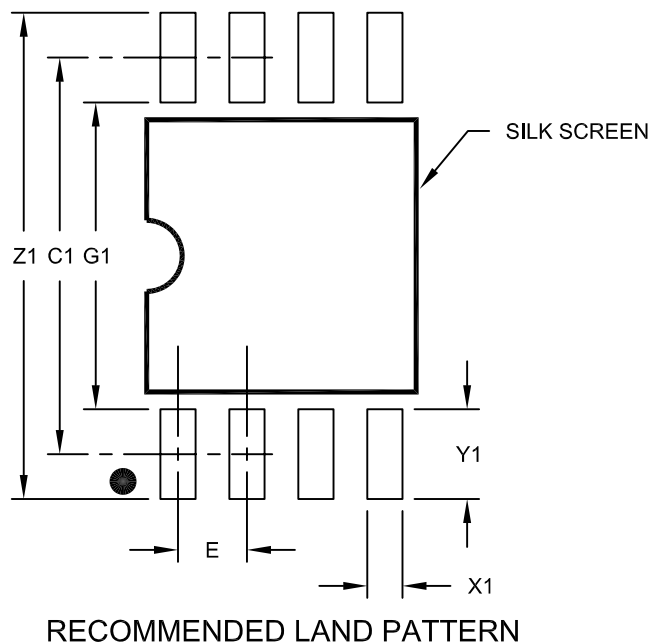 SILK SCREEN
Z1 C1 G1
Y1
E
X1
RECOMMENDED LAND PATTERN